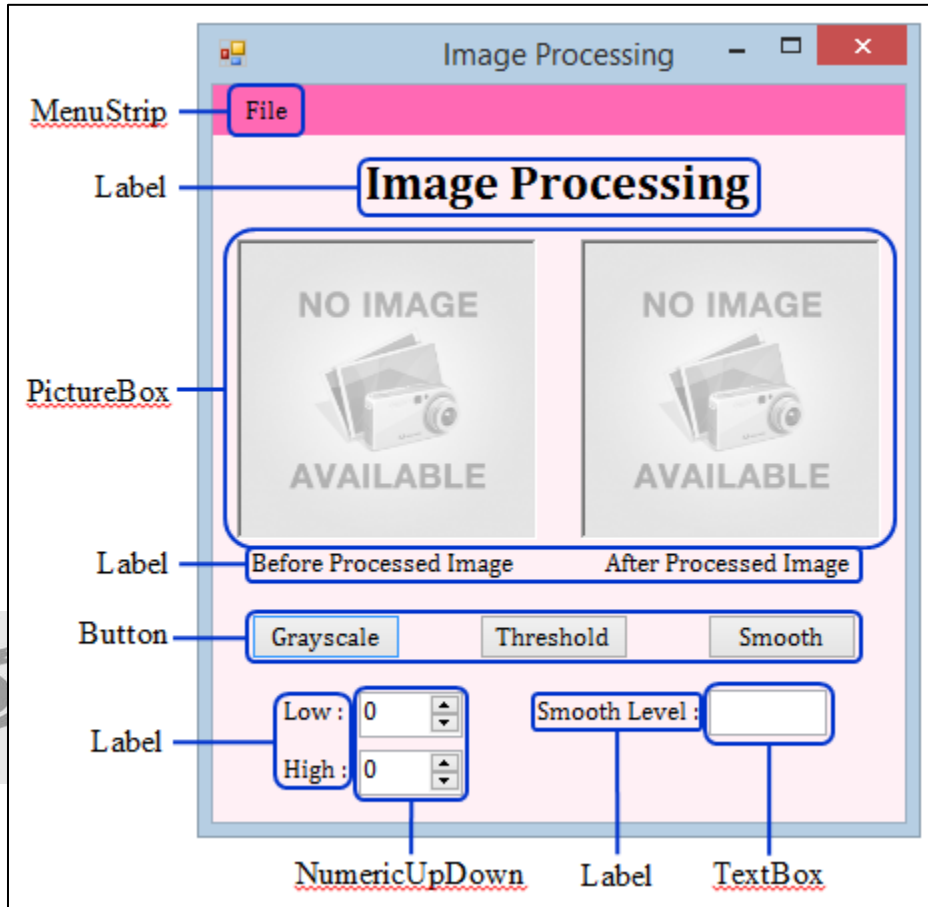 Image Processing
MenuStrip
File
Label
Image Processing
NO IMAGE
AVAILABLE
NO IMAGE
AVAILABLE
PictureBox
Label
Before Processed Image
After Processed Image
Button
Grayscale
Threshold
Smooth
Label
Low :
0
Smooth Level :
High :
0
NumericUpDown
Label
TextBox